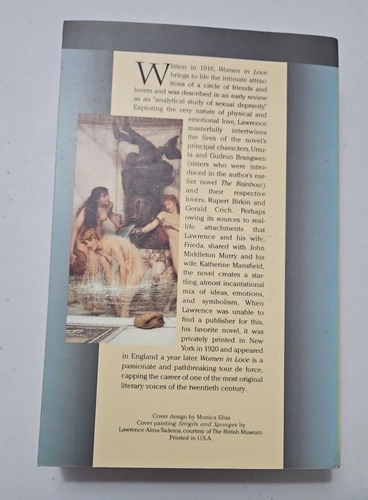 Written in 1916, Women in Love
brings to life the intimate attrac-
tions of a circle of friends and
lovers and was described in an early review
as an "analytical study of sexual depravity"
Exploring the very nature of physical and
emotional love, Lawrence
masterfully intertwines
the lives of the novel's
principal characters, Ursu-
la and Gudrun Brangwen
(sisters who were intro-
duced in the author's ear-
lier novel The Rainbow)
and their respective
lovers, Rupert Birkin and
Gerald Crich. Perhaps
owing its sources to real-
life attachments that
Lawrence and his wife,
Frieda, shared with John
Middleton Murry and his
wife, Katherine Mansfield,
the novel creates a star-
tling, almost incantational
mix of ideas, emotions,
and symbolism. When
Lawrence was unable to
find a publisher for this,
his favorite novel, it was
privately printed in New
York in 1920 and appeared
in England a year later. Women in Love is a
passionate and pathbreaking tour de force,
capping the career of one of the most original
literary voices of the twentieth century.
Cover design by Monica Elias
Cover painting: Strigils and Sponges by
Lawrence Alma-Tadema, courtesy of The British Museum
Printed in U.S.A.